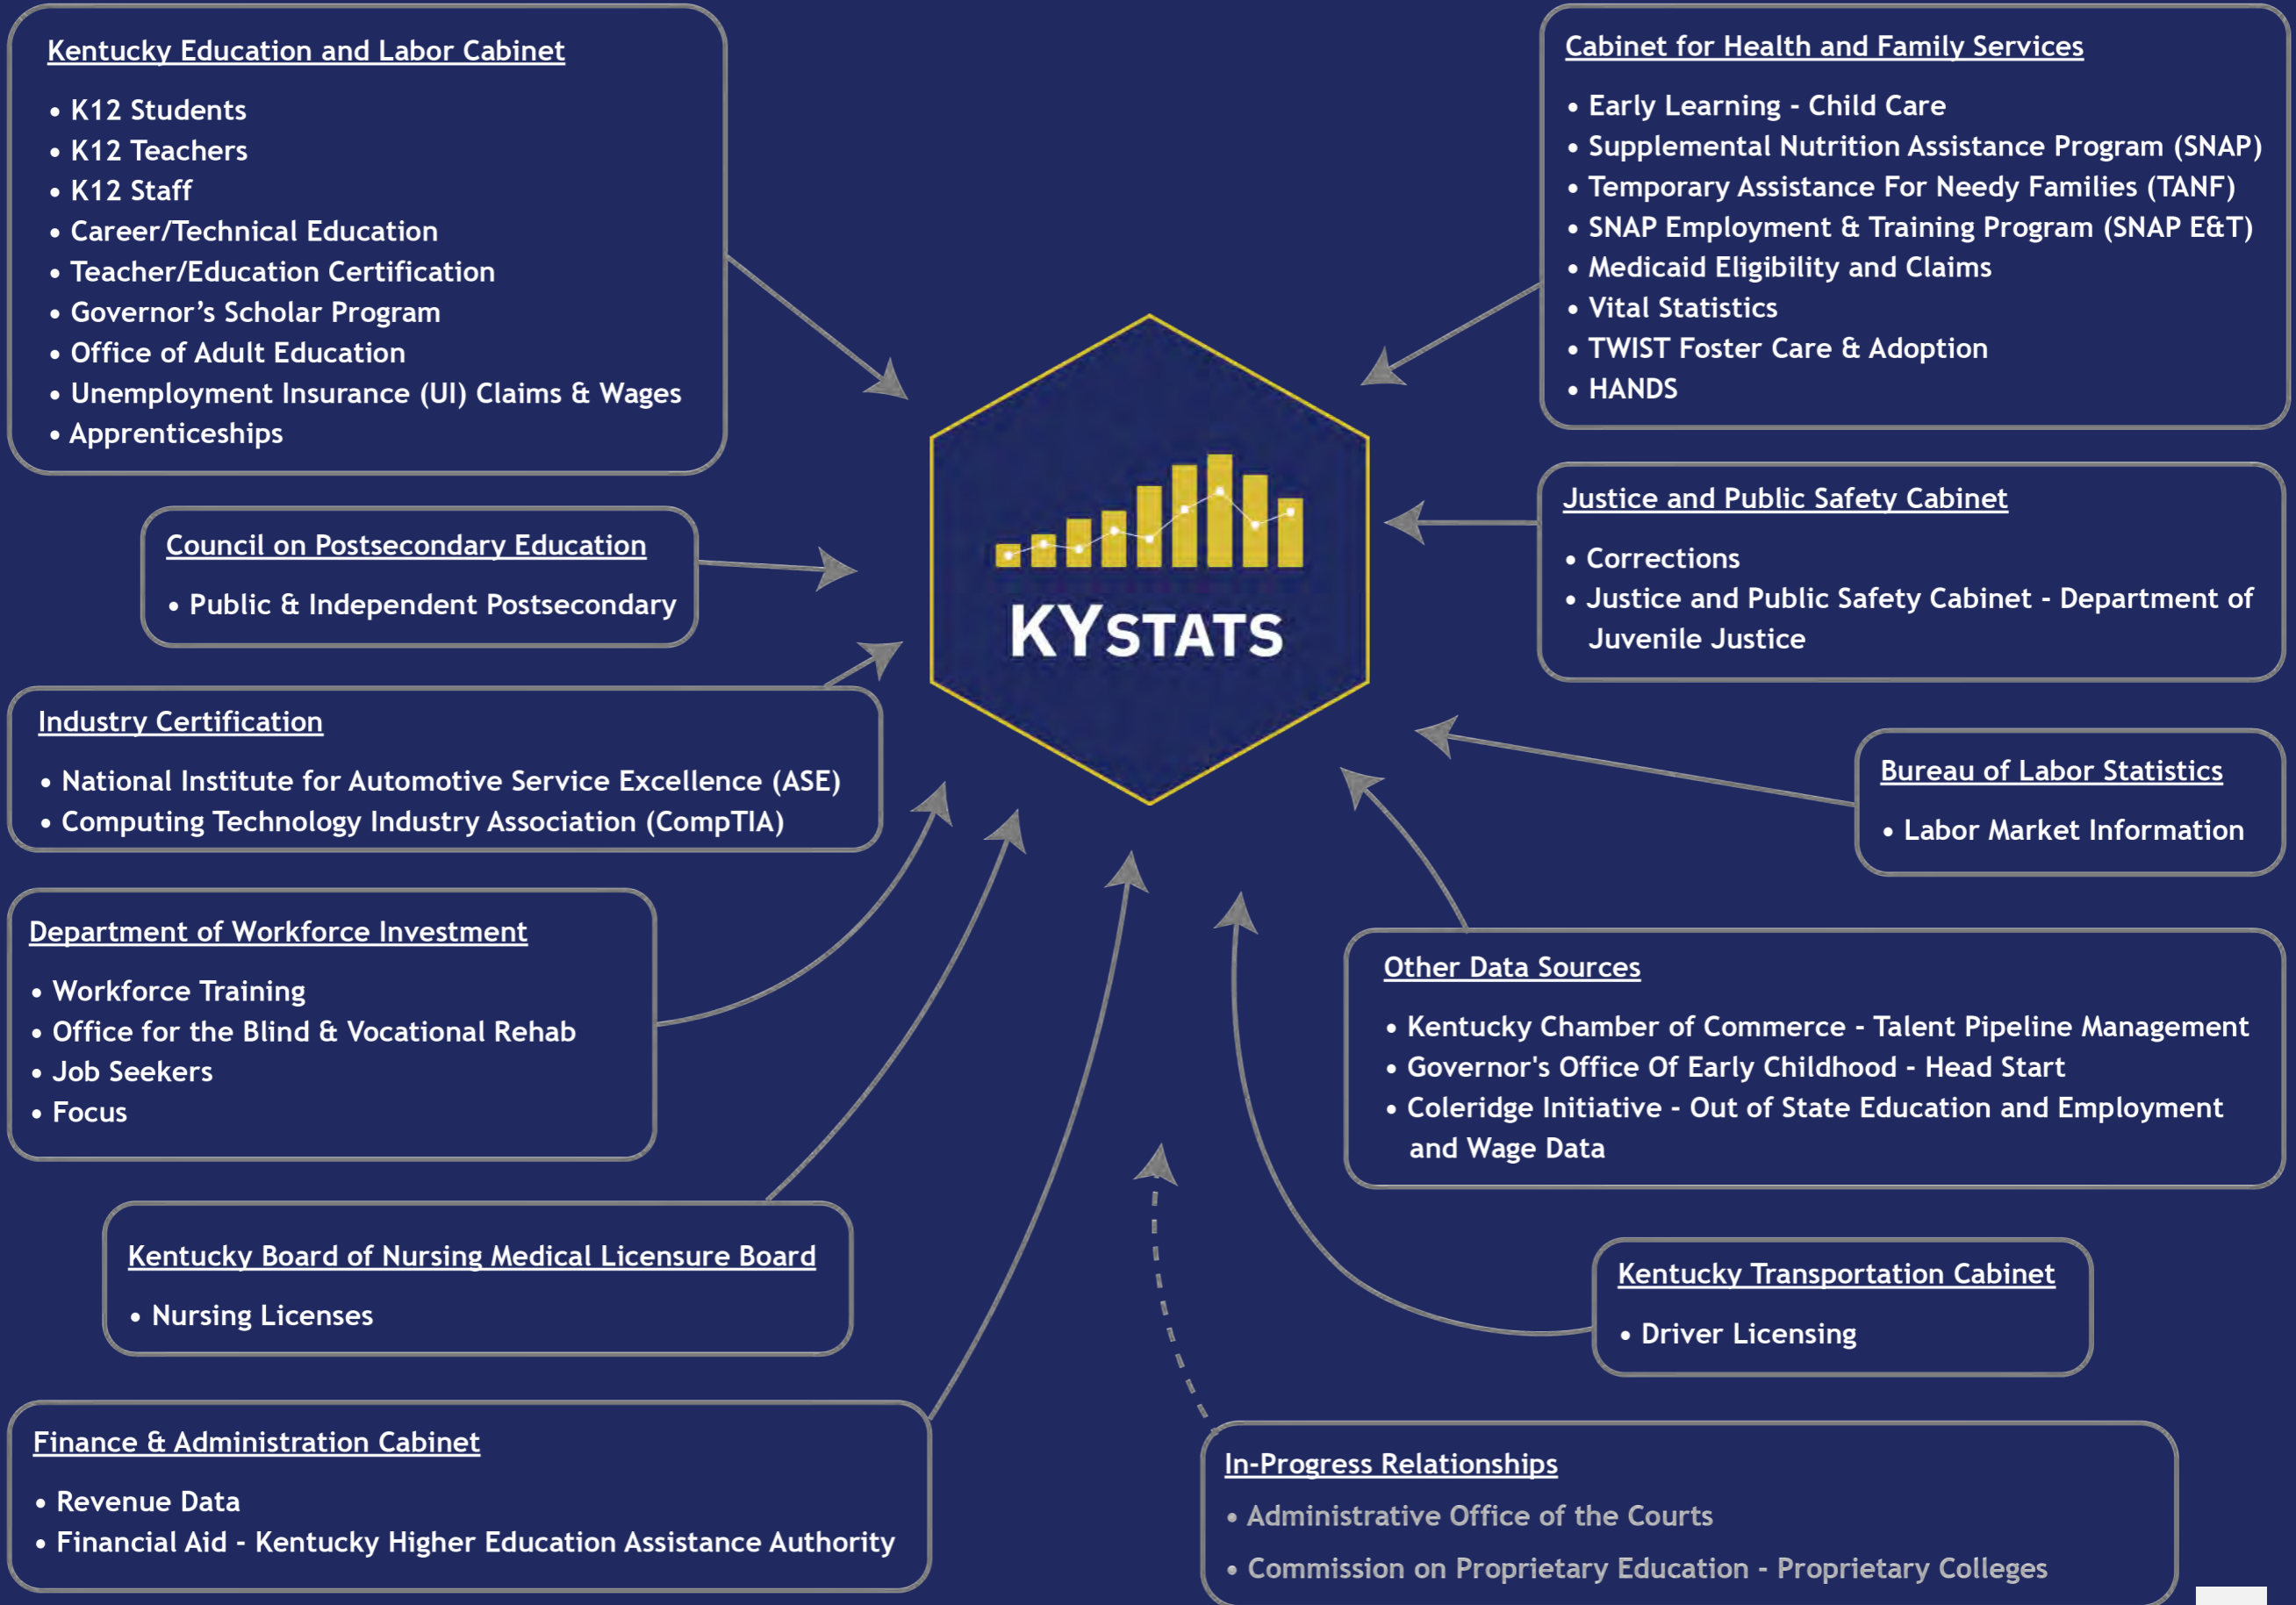 Kentucky Education and Labor Cabinet
• K12 Students
• K12 Teachers
• K12 Staff
• Career/Technical Education
• Teacher/Education Certification
• Governor’s Scholar Program
• Office of Adult Education
• Unemployment Insurance (UI) Claims & Wages
• Apprenticeships
Council on Postsecondary Education
• Public & Independent Postsecondary
Industry Certification
• National Institute for Automotive Service Excellence (ASE)
• Computing Technology Industry Association (CompTIA)
Department of Workforce Investment
• Workforce Training
• Office for the Blind & Vocational Rehab
• Job Seekers
• Focus
Kentucky Board of Nursing Medical Licensure Board
• Nursing Licenses
Finance & Administration Cabinet
• Revenue Data
• Financial Aid - Kentucky Higher Education Assistance Authority
KYSTATS
Cabinet for Health and Family Services
• Early Learning - Child Care
• Supplemental Nutrition Assistance Program (SNAP)
• Temporary Assistance For Needy Families (TANF)
• SNAP Employment & Training Program (SNAP E&T)
• Medicaid Eligibility and Claims
• Vital Statistics
• TWIST Foster Care & Adoption
• HANDS
Justice and Public Safety Cabinet
• Corrections
• Justice and Public Safety Cabinet - Department of
Juvenile Justice
Bureau of Labor Statistics
• Labor Market Information
Other Data Sources
• Kentucky Chamber of Commerce - Talent Pipeline Management
• Governor's Office Of Early Childhood - Head Start
• Coleridge Initiative - Out of State Education and Employment
and Wage Data
Kentucky Transportation Cabinet
• Driver Licensing
In-Progress Relationships
• Administrative Office of the Courts
• Commission on Proprietary Education - Proprietary Colleges